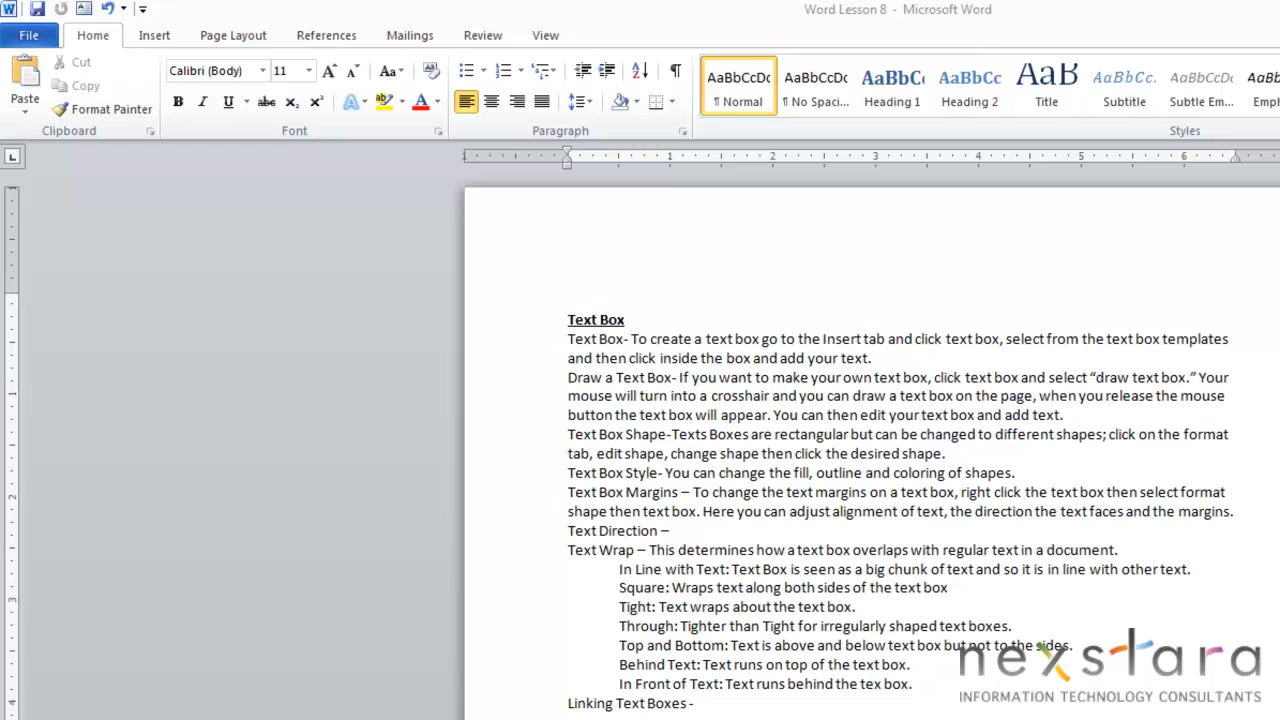 Word Lesson 8 - Microsoft Word
File Home Insert Page Layout References Mailings Review View
Paste
Cut
Copy
Format Painter
Calibri (Body) 11
AaBbCcDc AaBbCcDc AaBbC AaBbCc AaB AaBbCc. AaBbCcDc AaBb
¶ Normal ¶ No Spaci... Heading 1 Heading 2 Title Subtitle Subtle Em... Emph
Clipboard Font Paragraph Styles
1 1 2 3 4 5 6
Text Box
Text Box- To create a text box go to the Insert tab and click text box, select from the text box templates
and then click inside the box and add your text.
Draw a Text Box- If you want to make your own text box, click text box and select “draw text box.” Your
mouse will turn into a crosshair and you can draw a text box on the page, when you release the mouse
button the text box will appear. You can then edit your text box and add text.
Text Box Shape-Texts Boxes are rectangular but can be changed to different shapes; click on the format
tab, edit shape, change shape then click the desired shape.
Text Box Style- You can change the fill, outline and coloring of shapes.
Text Box Margins – To change the text margins on a text box, right click the text box then select format
shape then text box. Here you can adjust alignment of text, the direction the text faces and the margins.
Text Direction –
Text Wrap – This determines how a text box overlaps with regular text in a document.
In Line with Text: Text Box is seen as a big chunk of text and so it is in line with other text.
Square: Wraps text along both sides of the text box
Tight: Text wraps about the text box.
Through: Tighter than Tight for irregularly shaped text boxes.
Top and Bottom: Text is above and below text box but not to the sides.
Behind Text: Text runs on top of the text box.
In Front of Text: Text runs behind the tex box.
Linking Text Boxes -
nexstara
INFORMATION TECHNOLOGY CONSULTANTS